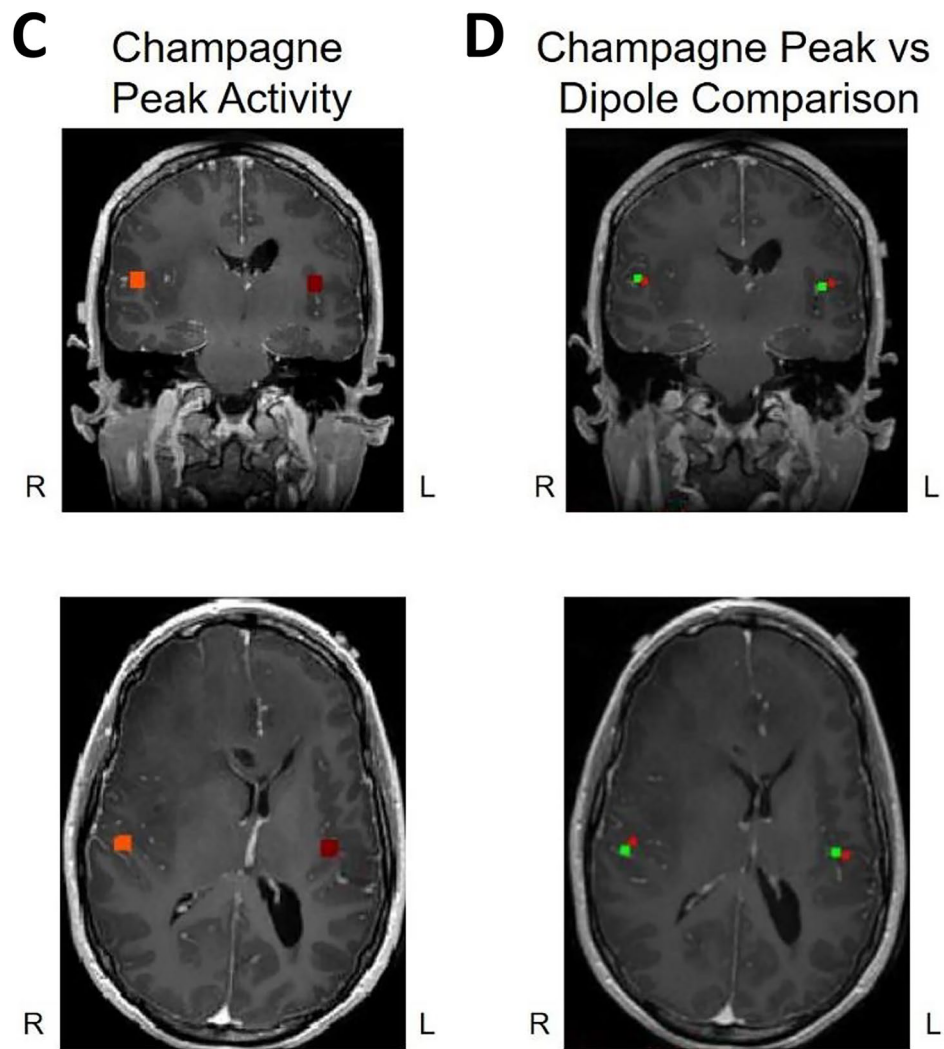 C
Champagne
Peak Activity
D
Champagne Peak vs
Dipole Comparison
R
L
R
L
R
L
R
L